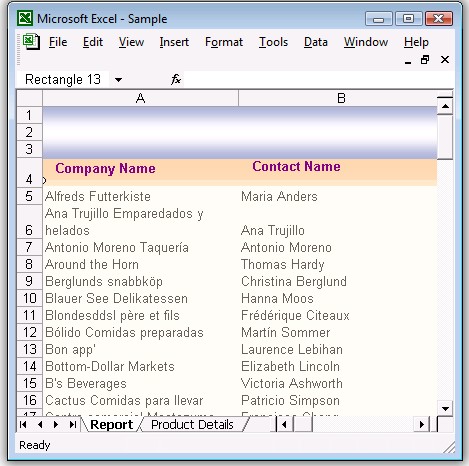 Microsoft Excel - Sample
File Edit View Insert Format Tools Data Window Help
Rectangle 13 fx
A B
1
2
3
4 Company Name Contact Name
5 Alfreds Futterkiste Maria Anders
Ana Trujillo Emparedados y
6 helados Ana Trujillo
7 Antonio Moreno Taquería Antonio Moreno
8 Around the Horn Thomas Hardy
9 Berglunds snabbköp Christina Berglund
10 Blauer See Delikatessen Hanna Moos
11 Blondesddsl père et fils Frédérique Citeaux
12 Bólido Comidas preparadas Martín Sommer
13 Bon app' Laurence Lebihan
14 Bottom-Dollar Markets Elizabeth Lincoln
15 B's Beverages Victoria Ashworth
16 Cactus Comidas para llevar Patricio Simpson
17 Centro comercial Moctezuma Francisco Chang
Report Product Details
Ready